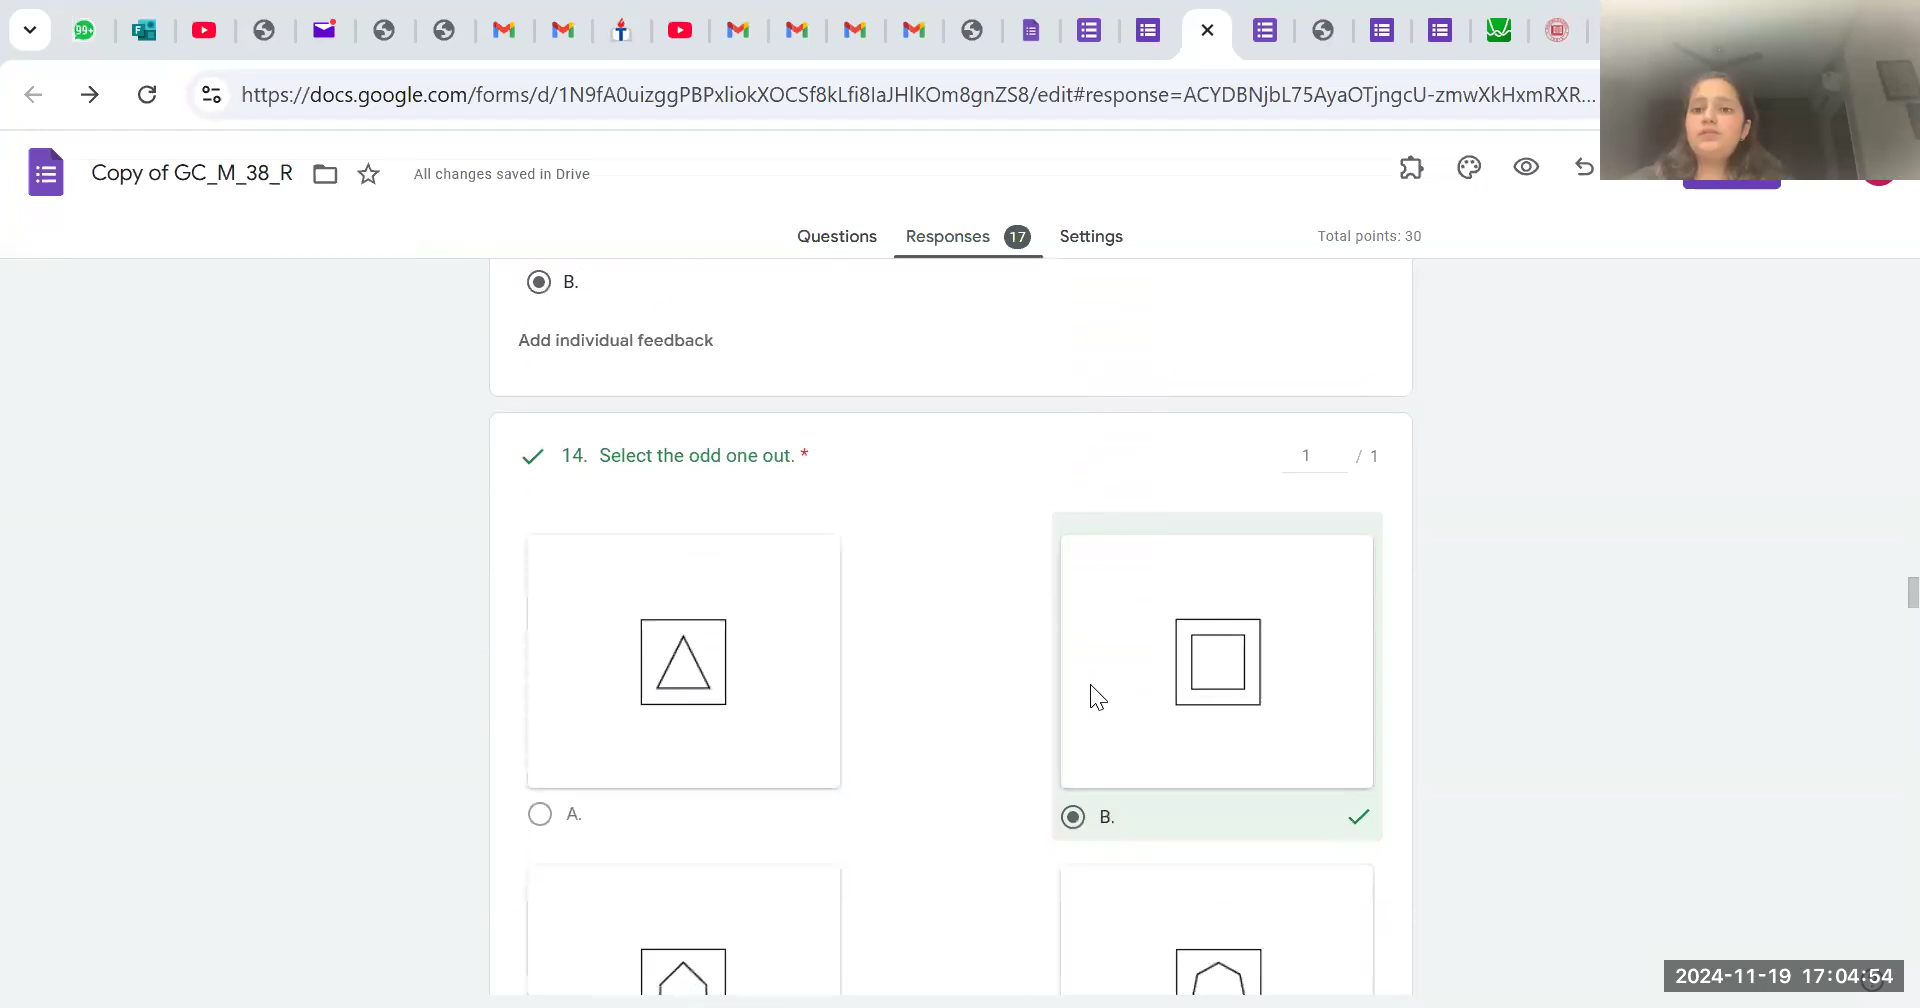 99+
https://docs.google.com/forms/d/1N9fA0uizggPBPxliokXOCSf8kLfi8IaJHlKOm8gnZS8/edit#response=ACYDBNjbL75AyaOTjngcU-zmwXkHxmRXR...
Copy of GC_M_38_R
All changes saved in Drive
Questions
Responses 17
Settings
Total points: 30
B.
Add individual feedback
14. Select the odd one out. *
1 / 1
A.
B.
2024-11-19 17:04:54